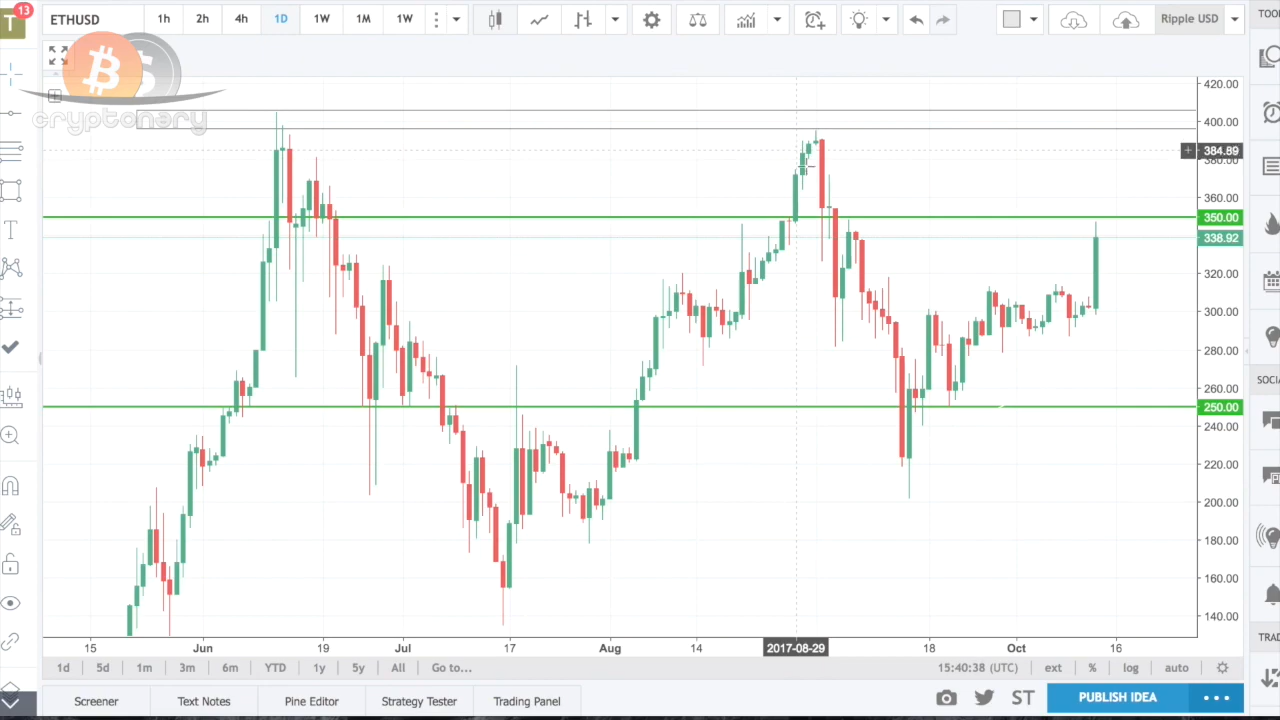 T
13
ETHUSD 1h 2h 4h 1D 1W 1M 1W
Ripple USD
TOO
cryptonary
420.00
400.00
384.89
380.00
360.00
350.00
338.92
320.00
300.00
280.00
260.00
250.00
240.00
220.00
200.00
180.00
160.00
140.00
SOCIA
TRAD
15 Jun 19 Jul 17 Aug 14 2017-08-29 18 Oct 16
1d 5d 1m 3m 6m YTD 1y 5y All Go to... 15:40:38 (UTC) ext % log auto
Screener Text Notes Pine Editor Strategy Tester Trading Panel ST PUBLISH IDEA